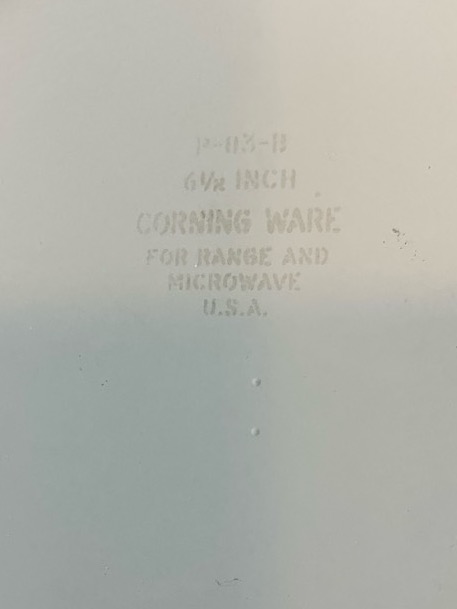 P-83-B
6½ INCH
CORNING WARE
FOR RANGE AND
MICROWAVE
U.S.A.